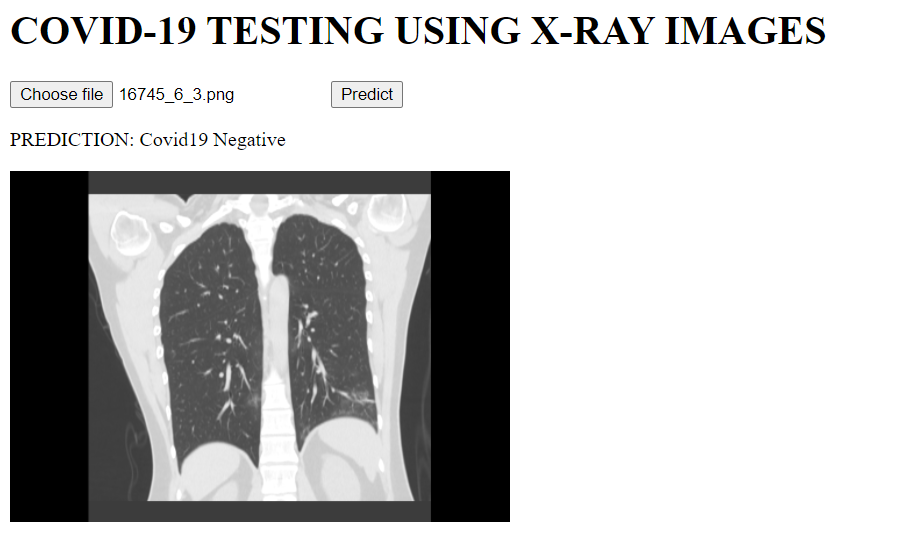 COVID-19 TESTING USING X-RAY IMAGES
Choose file 16745_6_3.png Predict
PREDICTION: Covid19 Negative